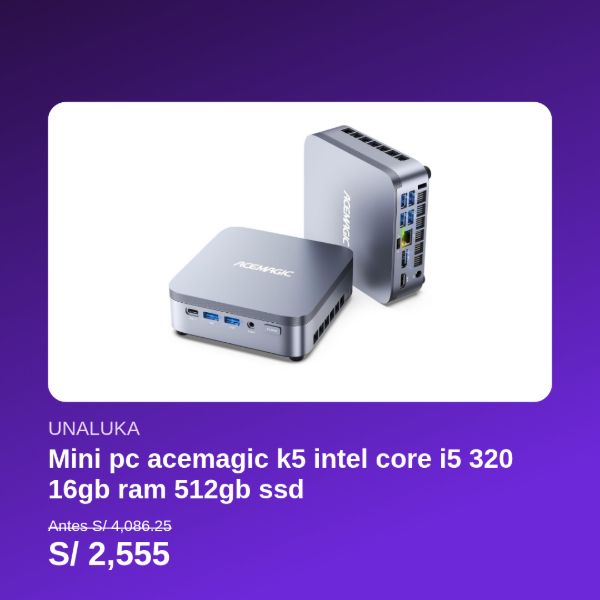 ACEMAGIC
ACEMAGIC
UNALUKA
Mini pc acemagic k5 intel core i5 320
16gb ram 512gb ssd
Antes S/ 4,086.25
S/ 2,555